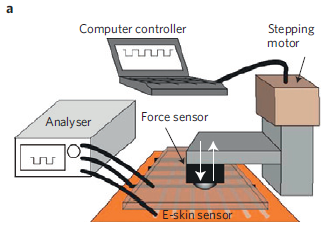 a
Computer controller
Stepping
motor
Analyser
Force sensor
E-skin sensor